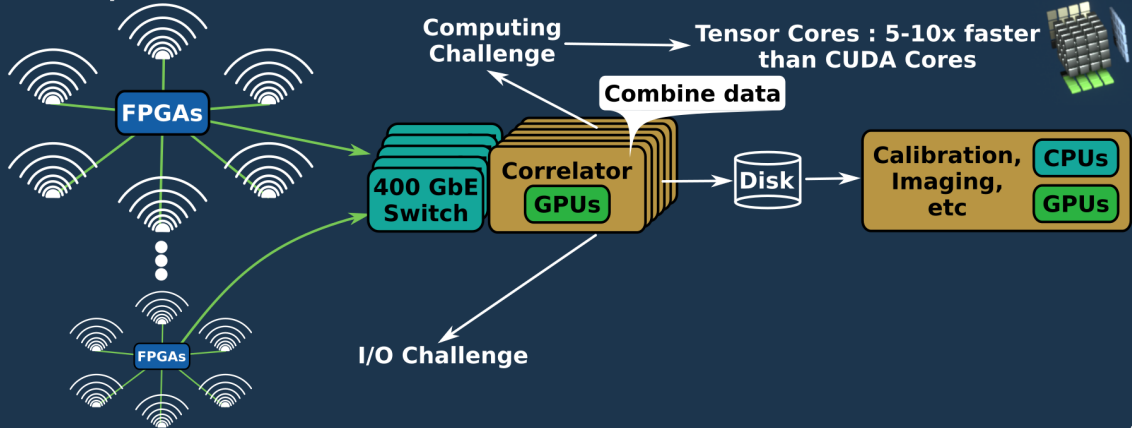 Computing
Challenge
Tensor Cores : 5-10x faster
than CUDA Cores
Combine data
FPGAs
400 GbE
Switch
Correlator
GPUs
Disk
Calibration,
Imaging,
etc
CPUs
GPUs
FPGAs
I/O Challenge